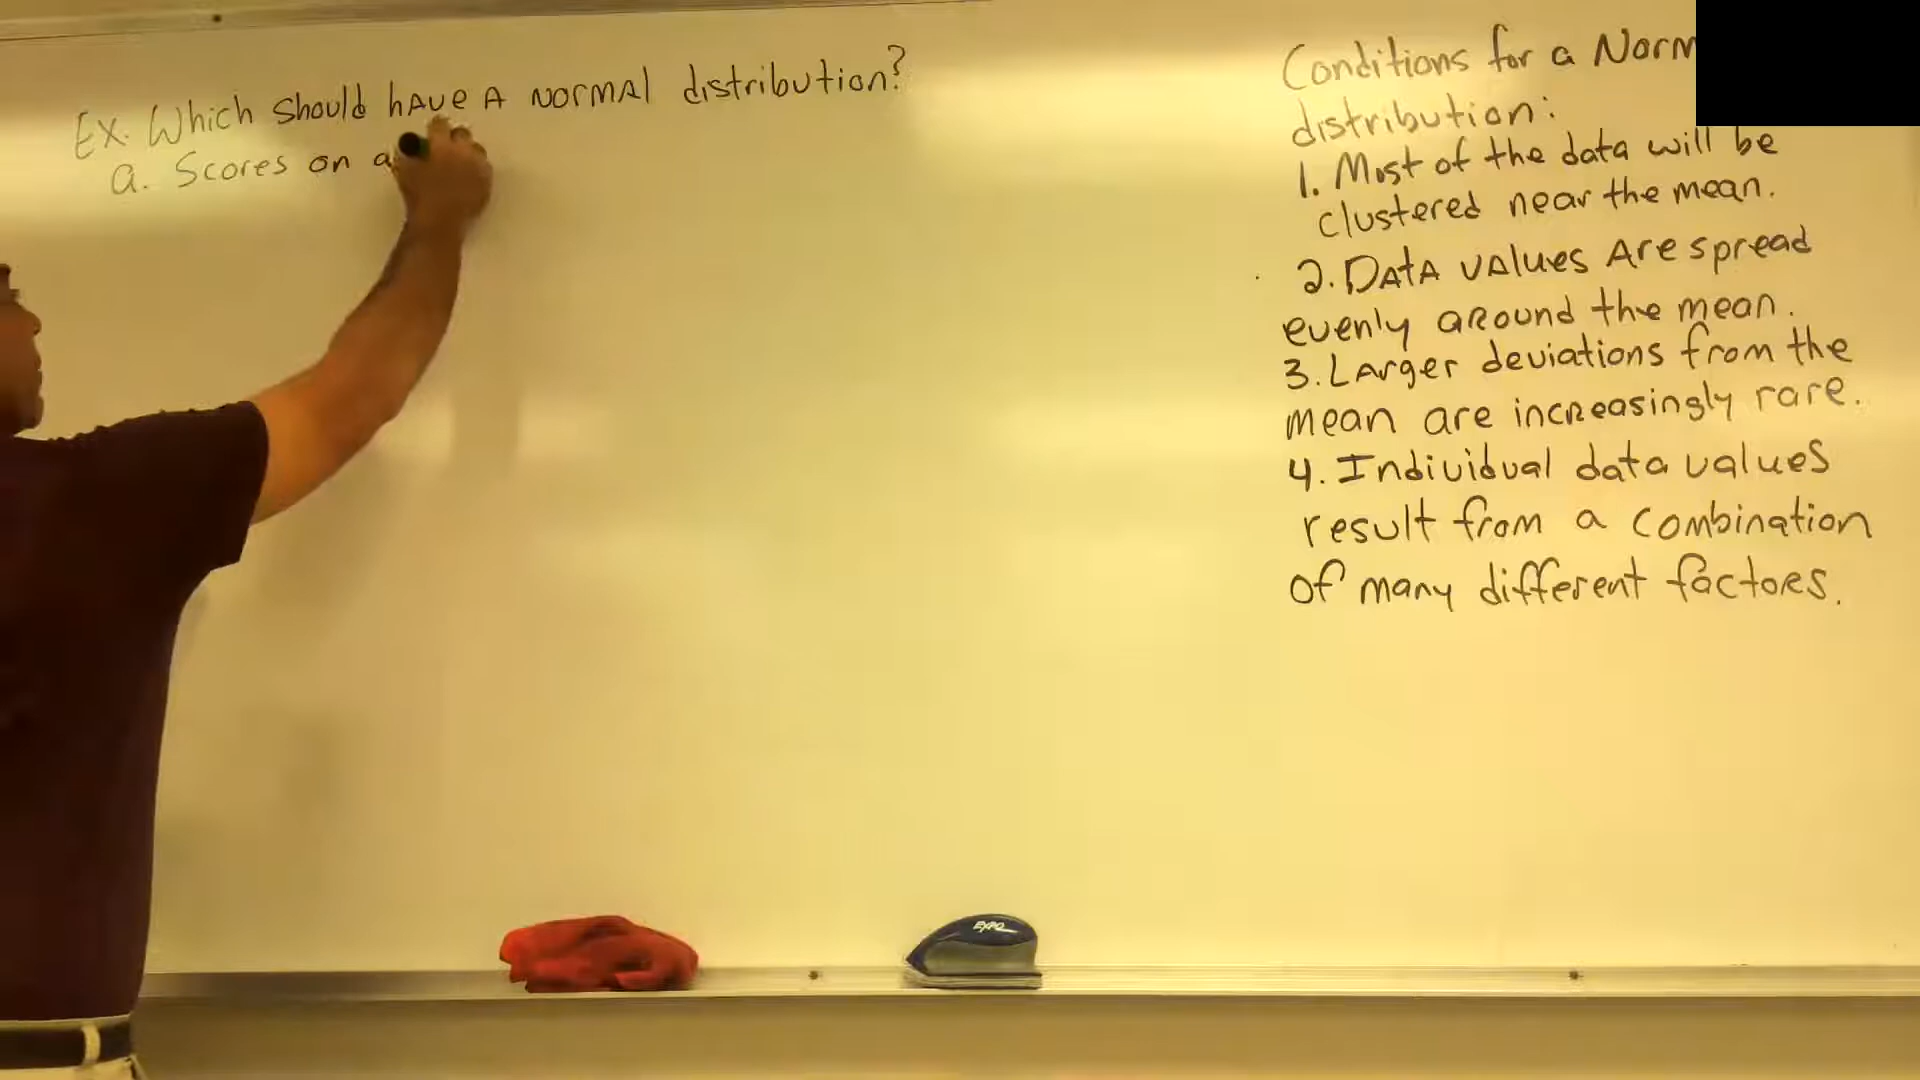 Ex. Which should have a normal distribution?
a. Scores on a
Conditions for a Norm
distribution:
1. Most of the data will be
clustered near the mean.
2. Data values are spread
evenly around the mean.
3. Larger deviations from the
mean are increasingly rare.
4. Individual data values
result from a combination
of many different factors.
EXPO